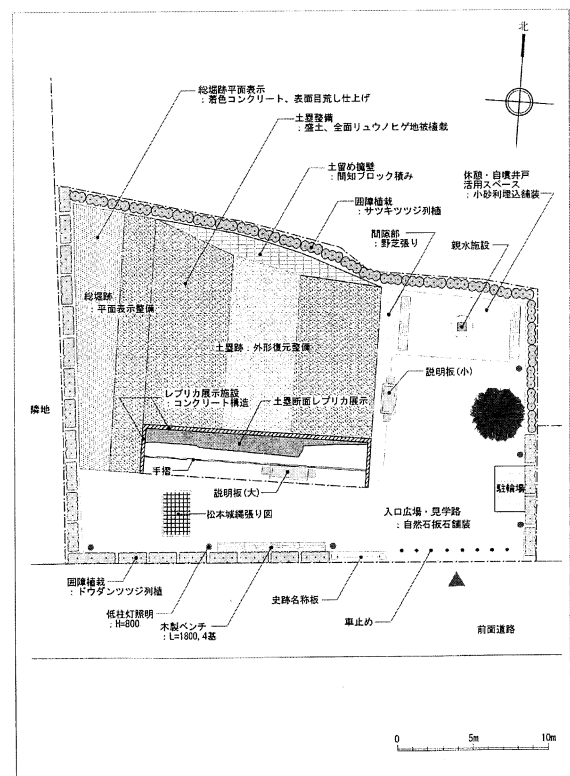 北
総堀跡平面表示
：着色コンクリート、表面目荒し仕上げ
土塁整備
：盛土、全面リュウノヒゲ地被植栽
土留め擁壁
：間知ブロック積み
囲障植栽
：サツキツツジ列植
休憩・自噴井戸
活用スペース
：小砂利埋込舗装
間隙部
：野芝張り
親水施設
総堀跡
：平面表示整備
土塁跡：外形復元整備
説明板(小)
レプリカ展示施設
：コンクリート構造
土塁断面レプリカ展示
隣地
手摺
説明板(大)
松本城縄張り図
駐輪場
入口広場・見学路
：自然石板石舗装
囲障植栽
：ドウダンツツジ列植
低柱灯照明
：H=800
木製ベンチ
：L=1800,4基
史跡名称板
車止め
前面道路
0 5m 10m